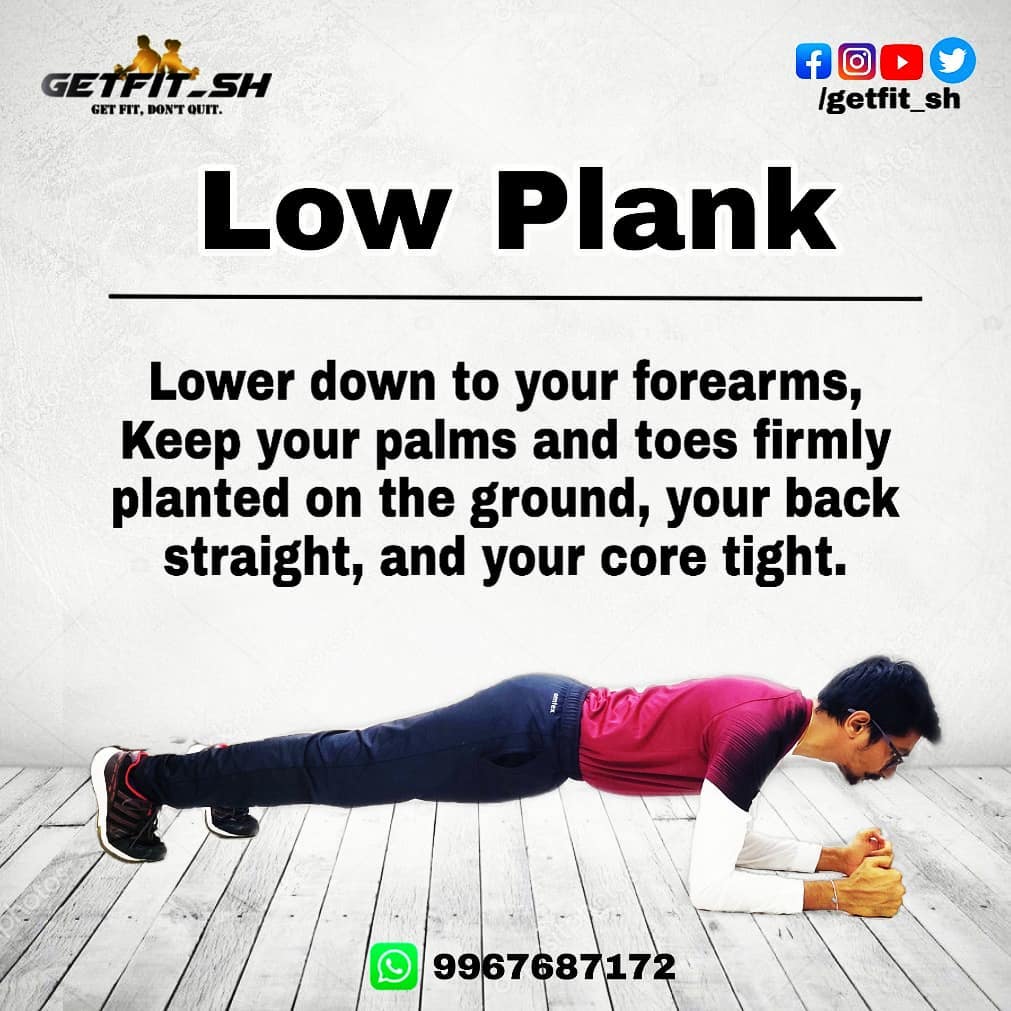 GETFIT_SH
GET FIT, DON'T QUIT.
/getfit_sh
Low Plank
Lower down to your forearms,
Keep your palms and toes firmly
planted on the ground, your back
straight, and your core tight.
9967687172